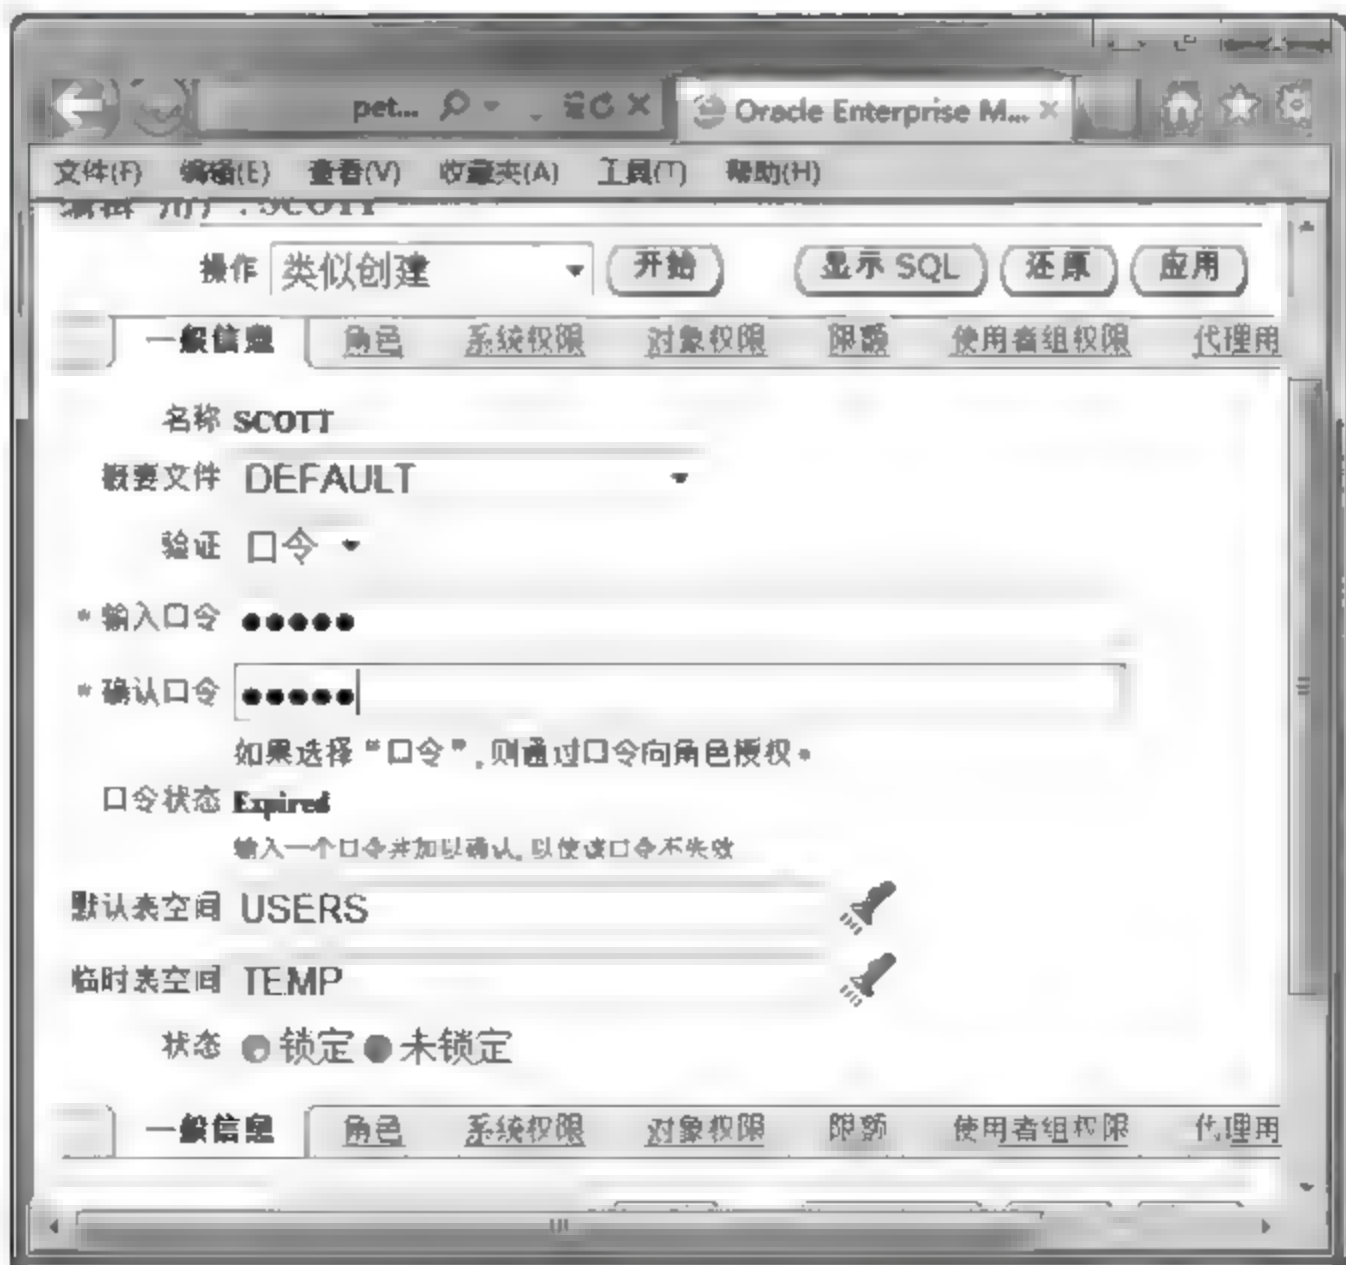 pet... Oracle Enterprise M... ×
文件(F) 编辑(E) 查看(V) 收藏夹(A) 工具(T) 帮助(H)
编辑 用户:SCOTT
操作 类似创建 开始 显示 SQL 还原 应用
一般信息 角色 系统权限 对象权限 限额 使用者组权限 代理用
名称 SCOTT
概要文件 DEFAULT
验证 口令
* 输入口令 ●●●●●
* 确认口令 ●●●●●
如果选择“口令”,则通过口令向角色授权。
口令状态 Expired
输入一个口令并加以确认,以使该口令不失效
默认表空间 USERS
临时表空间 TEMP
状态 锁定 未锁定
一般信息 角色 系统权限 对象权限 限额 使用者组权限 代理用